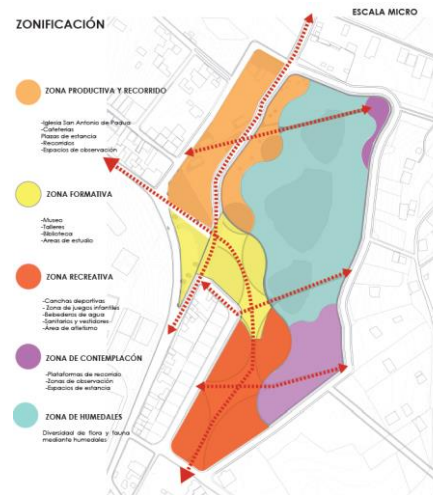 ESCALA MICRO
ZONIFICACIÓN
ZONA PRODUCTIVA Y RECORRIDO
-Iglesia San Antonio de Padua
-Cafeterías
Plazas de estancia
-Recorridos
-Espacios de observación
ZONA FORMATIVA
-Museo
-Talleres
-Biblioteca
-Areas de estudio
ZONA RECREATIVA
-Canchas deportivas
- Zona de juegos infantiles
-Bebederos de agua
-Sanitarios y vestidores
-Área de atletismo
ZONA DE CONTEMPLACÓN
-Plataformas de recorrido
-Zonas de observación
-Espacios de estancia
ZONA DE HUMEDALES
Diversidad de flora y fauna
mediante humedales